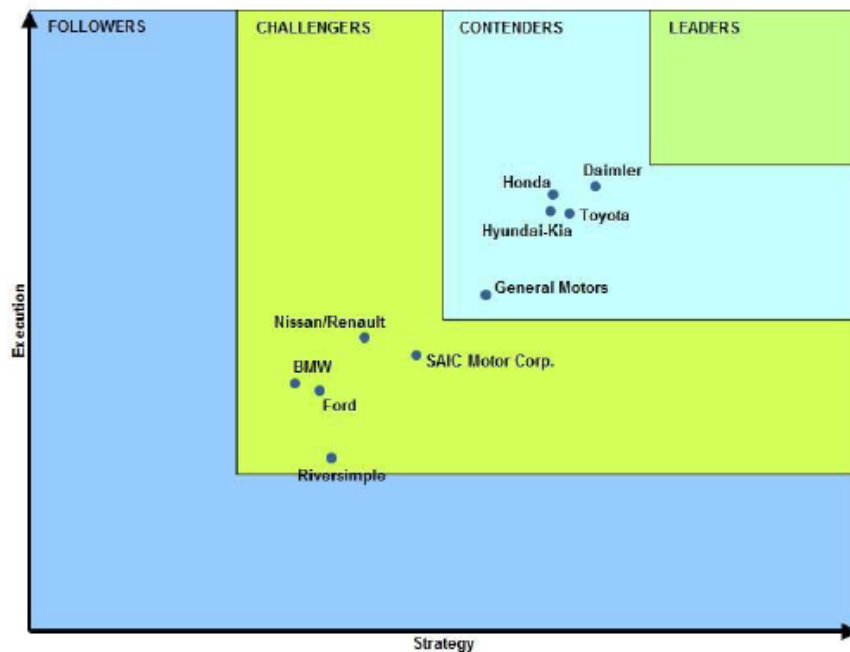 FOLLOWERS
CHALLENGERS
CONTENDERS
LEADERS
Daimler
Honda
Toyota
Hyundai-Kia
General Motors
Nissan/Renault
SAIC Motor Corp.
BMW
Ford
Riversimple
Execution
Strategy